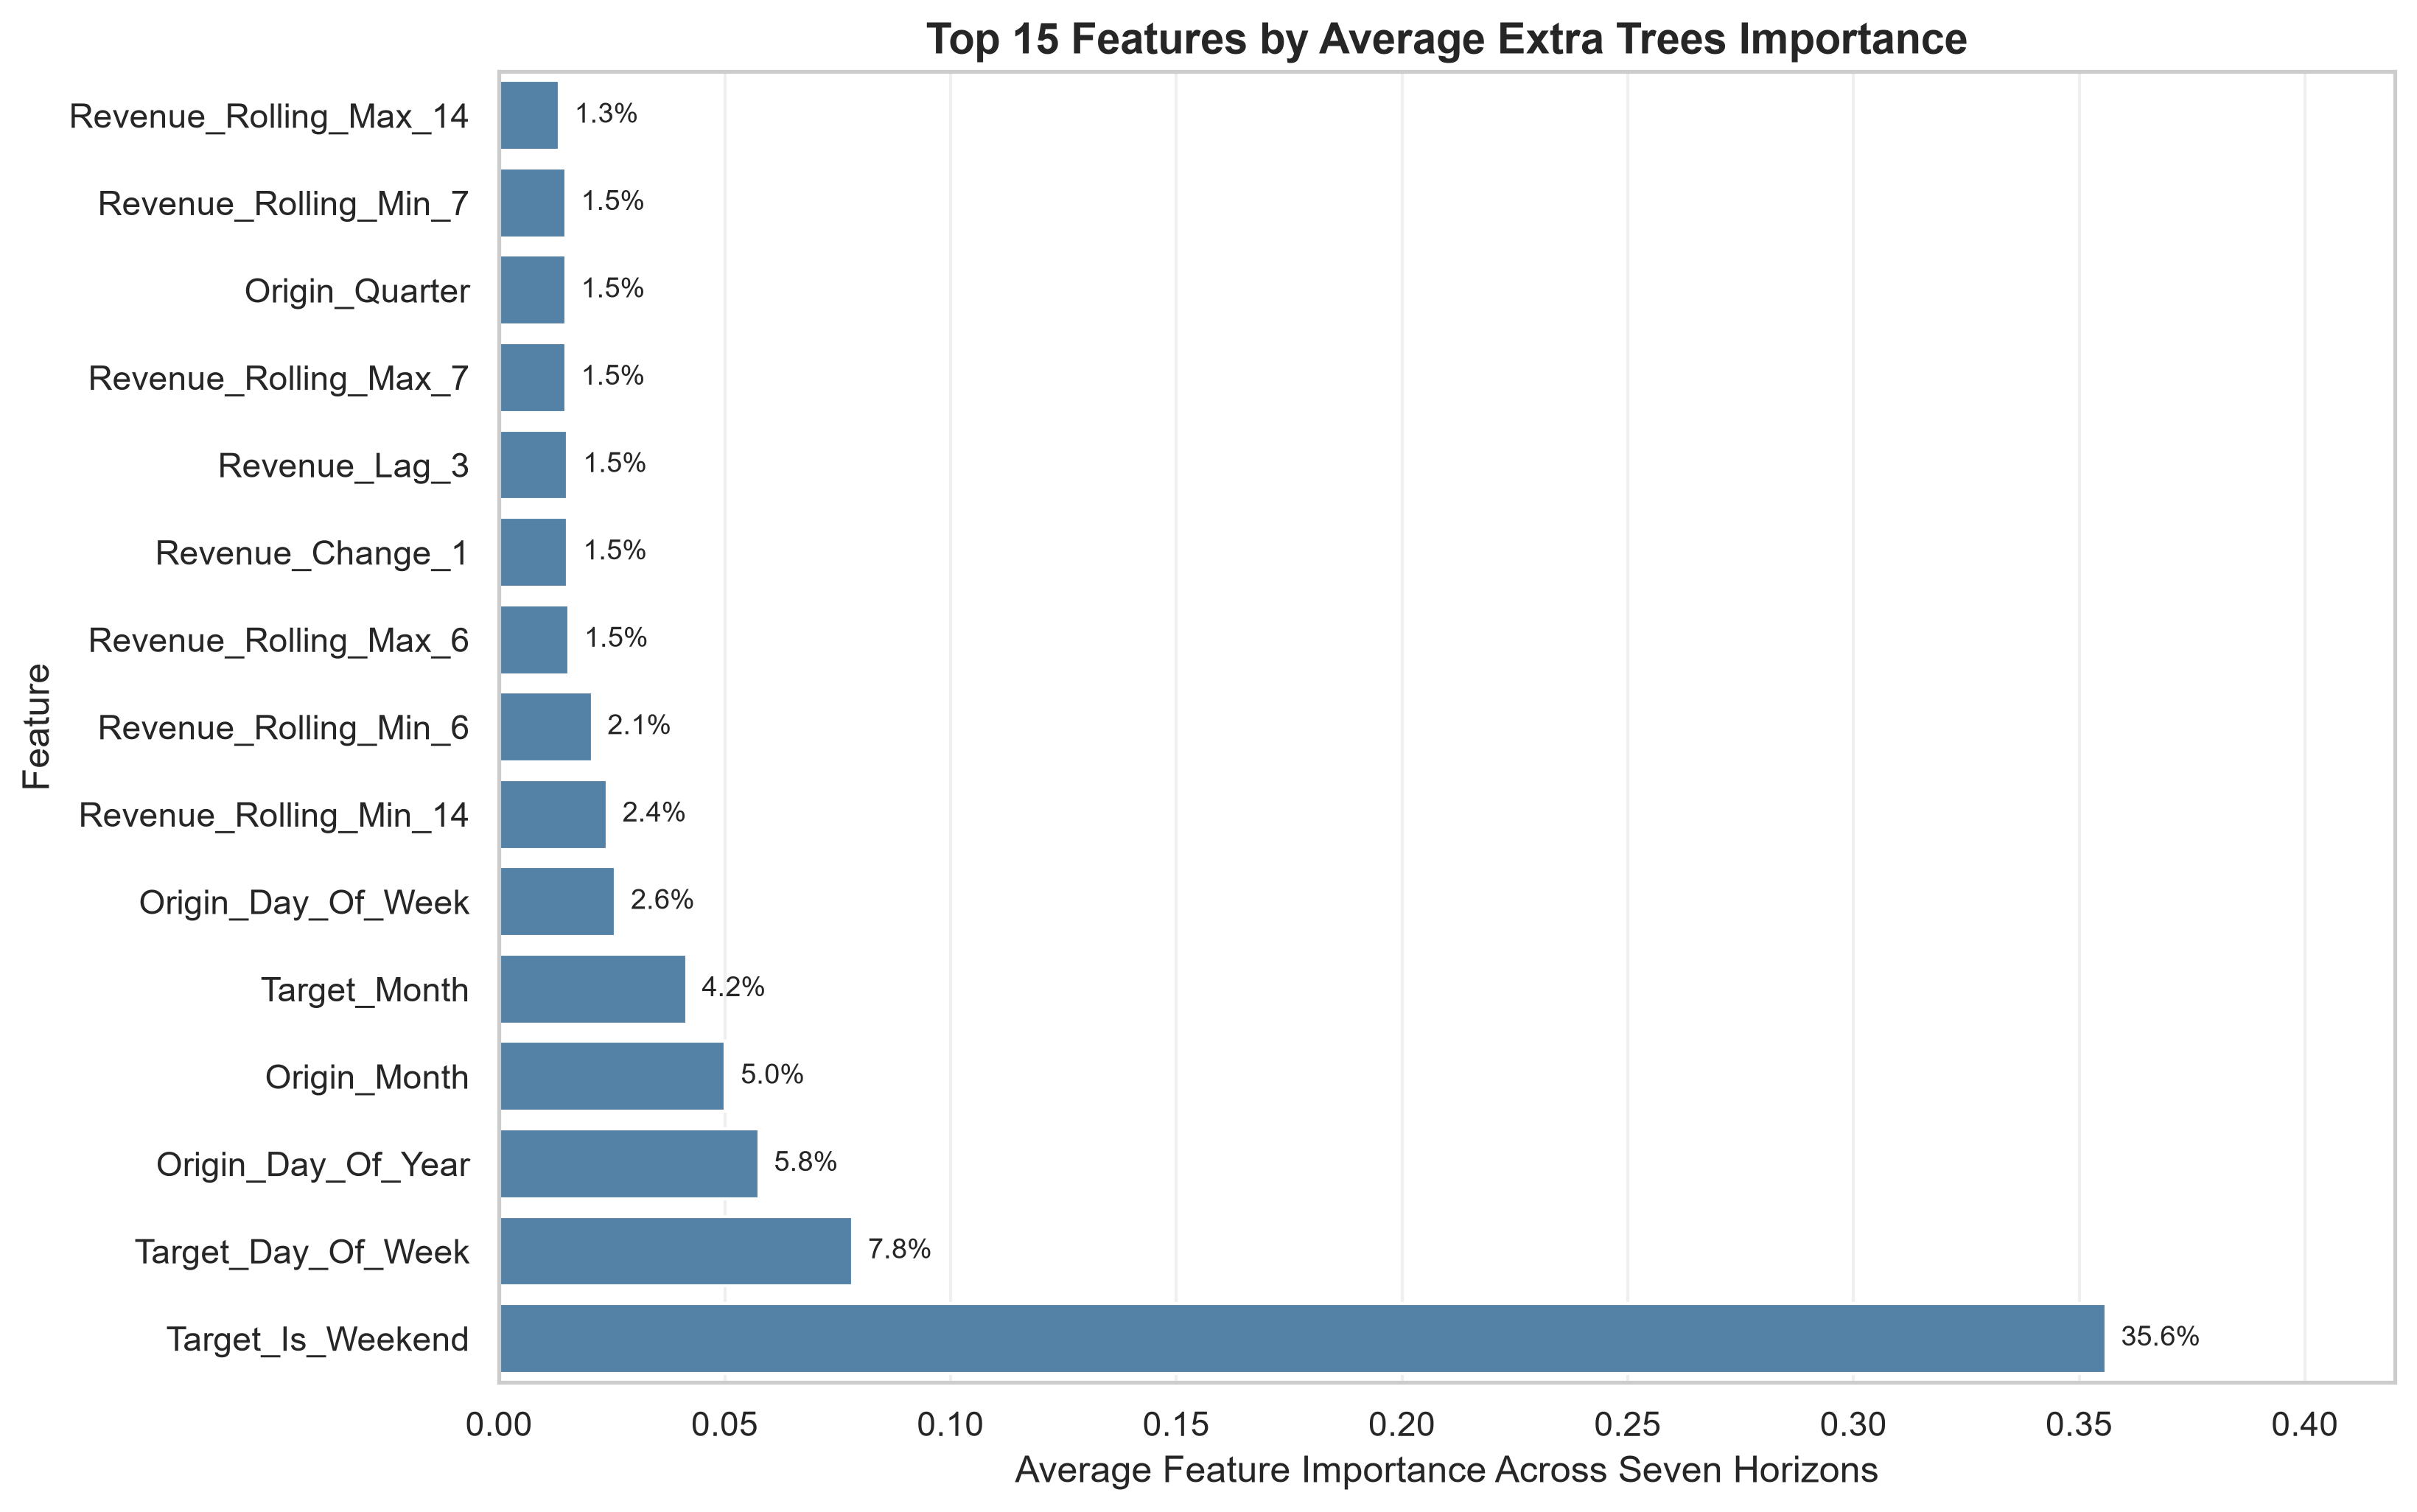 Top 15 Features by Average Extra Trees Importance
Feature
Revenue_Rolling_Max_14 1.3%
Revenue_Rolling_Min_7 1.5%
Origin_Quarter 1.5%
Revenue_Rolling_Max_7 1.5%
Revenue_Lag_3 1.5%
Revenue_Change_1 1.5%
Revenue_Rolling_Max_6 1.5%
Revenue_Rolling_Min_6 2.1%
Revenue_Rolling_Min_14 2.4%
Origin_Day_Of_Week 2.6%
Target_Month 4.2%
Origin_Month 5.0%
Origin_Day_Of_Year 5.8%
Target_Day_Of_Week 7.8%
Target_Is_Weekend 35.6%
0.00 0.05 0.10 0.15 0.20 0.25 0.30 0.35 0.40
Average Feature Importance Across Seven Horizons